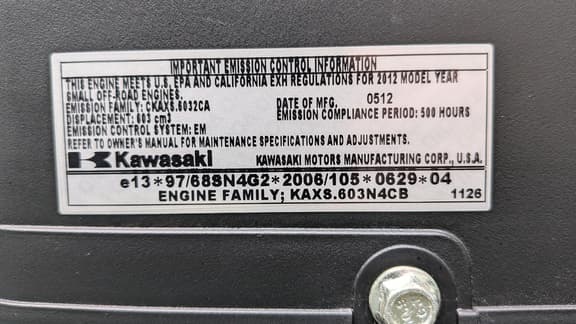 IMPORTANT EMISSION CONTROL INFORMATION
THIS ENGINE MEETS U.S. EPA AND CALIFORNIA EXH REGULATIONS FOR 2012 MODEL YEAR
SMALL OFF-ROAD ENGINES.
EMISSION FAMILY: CKAXS.6032CA DATE OF MFG. 0512
DISPLACEMENT: 603 cm3 EMISSION COMPLIANCE PERIOD: 500 HOURS
EMISSION CONTROL SYSTEM: EM
REFER TO OWNER'S MANUAL FOR MAINTENANCE SPECIFICATIONS AND ADJUSTMENTS.
Kawasaki KAWASAKI MOTORS MANUFACTURING CORP., U.S.A.
e13*97/68SN4G2*2006/105*0629*04
ENGINE FAMILY; KAXS.603N4CB 1126